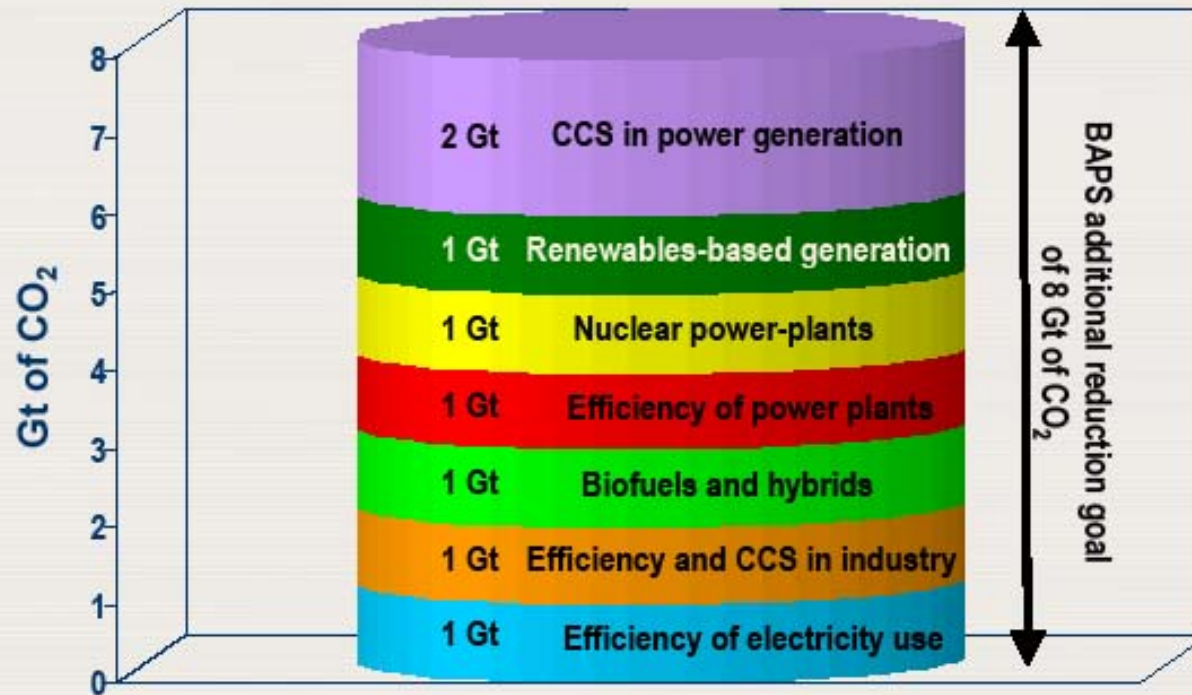 8
7
6
5
4
3
2
1
0
Gt of CO₂
2 Gt CCS in power generation
1 Gt Renewables-based generation
1 Gt Nuclear power-plants
1 Gt Efficiency of power plants
1 Gt Biofuels and hybrids
1 Gt Efficiency and CCS in industry
1 Gt Efficiency of electricity use
BAPS additional reduction goal
of 8 Gt of CO₂